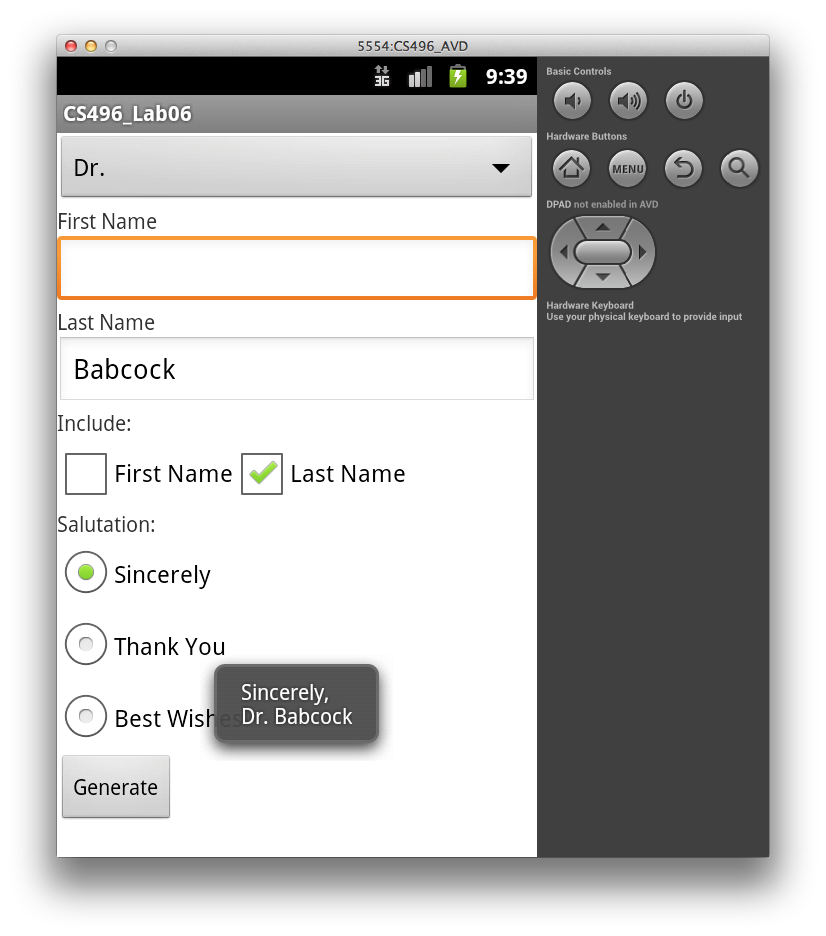 5554:CS496_AVD
3G
9:39
CS496_Lab06
Dr.
First Name
Last Name
Babcock
Include:
First Name
Last Name
Salutation:
Sincerely
Thank You
Best Wishes
Sincerely,
Dr. Babcock
Generate
Basic Controls
Hardware Buttons
MENU
DPAD not enabled in AVD
Hardware Keyboard
Use your physical keyboard to provide input